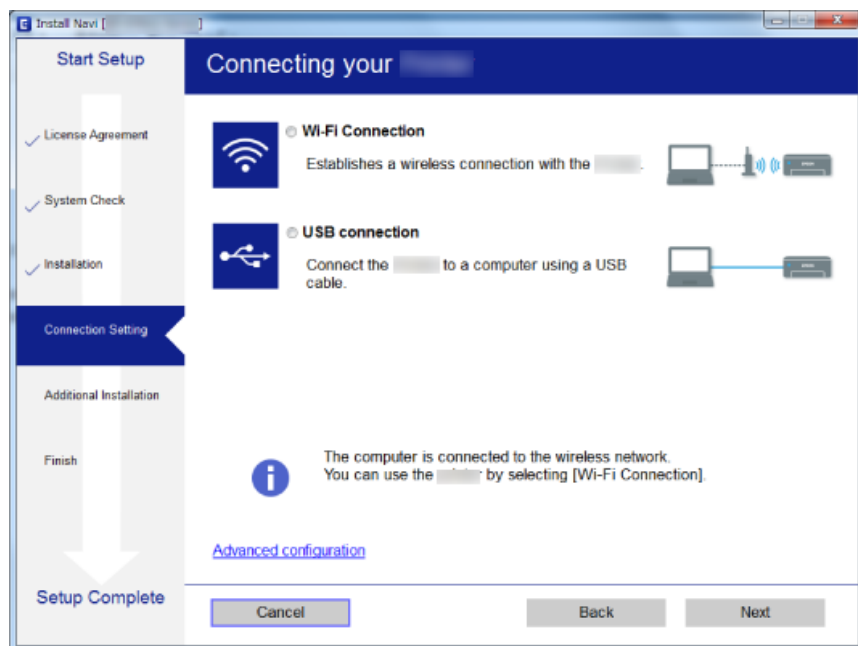 Install Navi [ ]
Start Setup
License Agreement
System Check
Installation
Connection Setting
Additional Installation
Finish
Setup Complete
Connecting your
Wi-Fi Connection
Establishes a wireless connection with the .
USB connection
Connect the to a computer using a USB
cable.
The computer is connected to the wireless network.
You can use the by selecting [Wi-Fi Connection].
Advanced configuration
Cancel
Back
Next